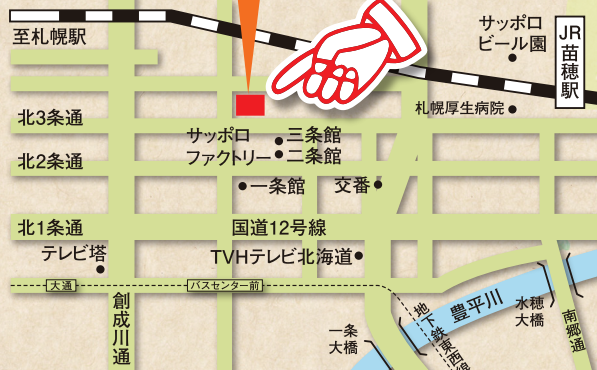 至札幌駅
サッポロ
ビール園
JR苗穂駅
札幌厚生病院
北3条通
サッポロ
ファクトリー
三条館
二条館
北2条通
一条館
交番
北1条通
国道12号線
テレビ塔
TVHテレビ北海道
大通
バスセンター前
創成川通
地下鉄東西線
豊平川
一条
大橋
水穂
大橋
南郷通